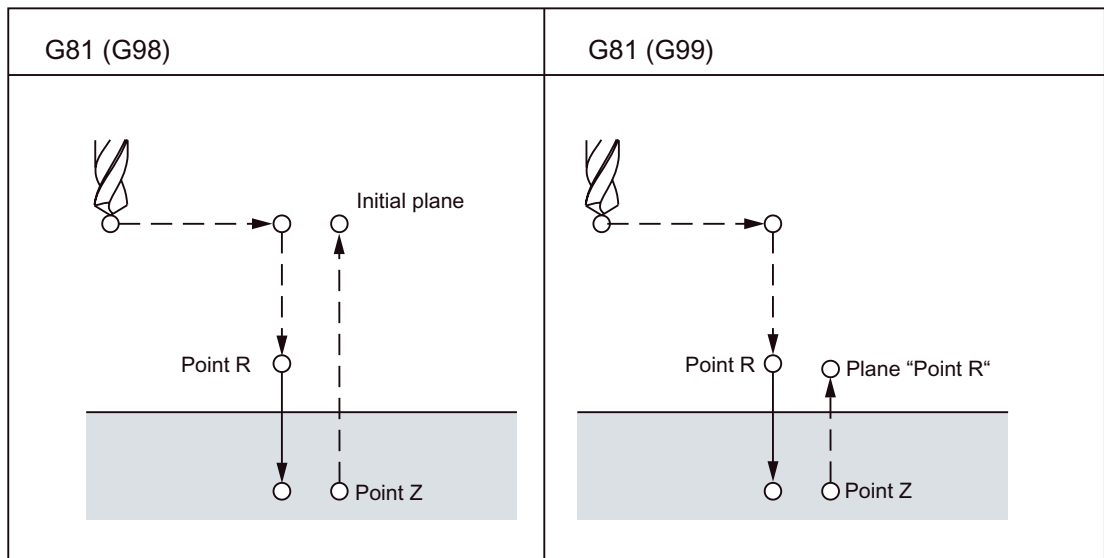 G81 (G98)
G81 (G99)
Initial plane
Point R
Point Z
Point R
Plane “Point R“
Point Z